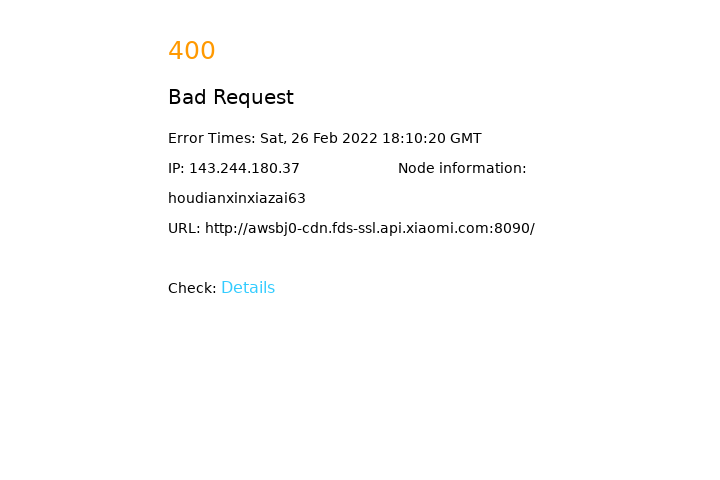 400
Bad Request
Error Times: Sat, 26 Feb 2022 18:10:20 GMT
IP: 143.244.180.37 Node information:
houdianxinxiazai63
URL: http://awsbj0-cdn.fds-ssl.api.xiaomi.com:8090/
Check: Details